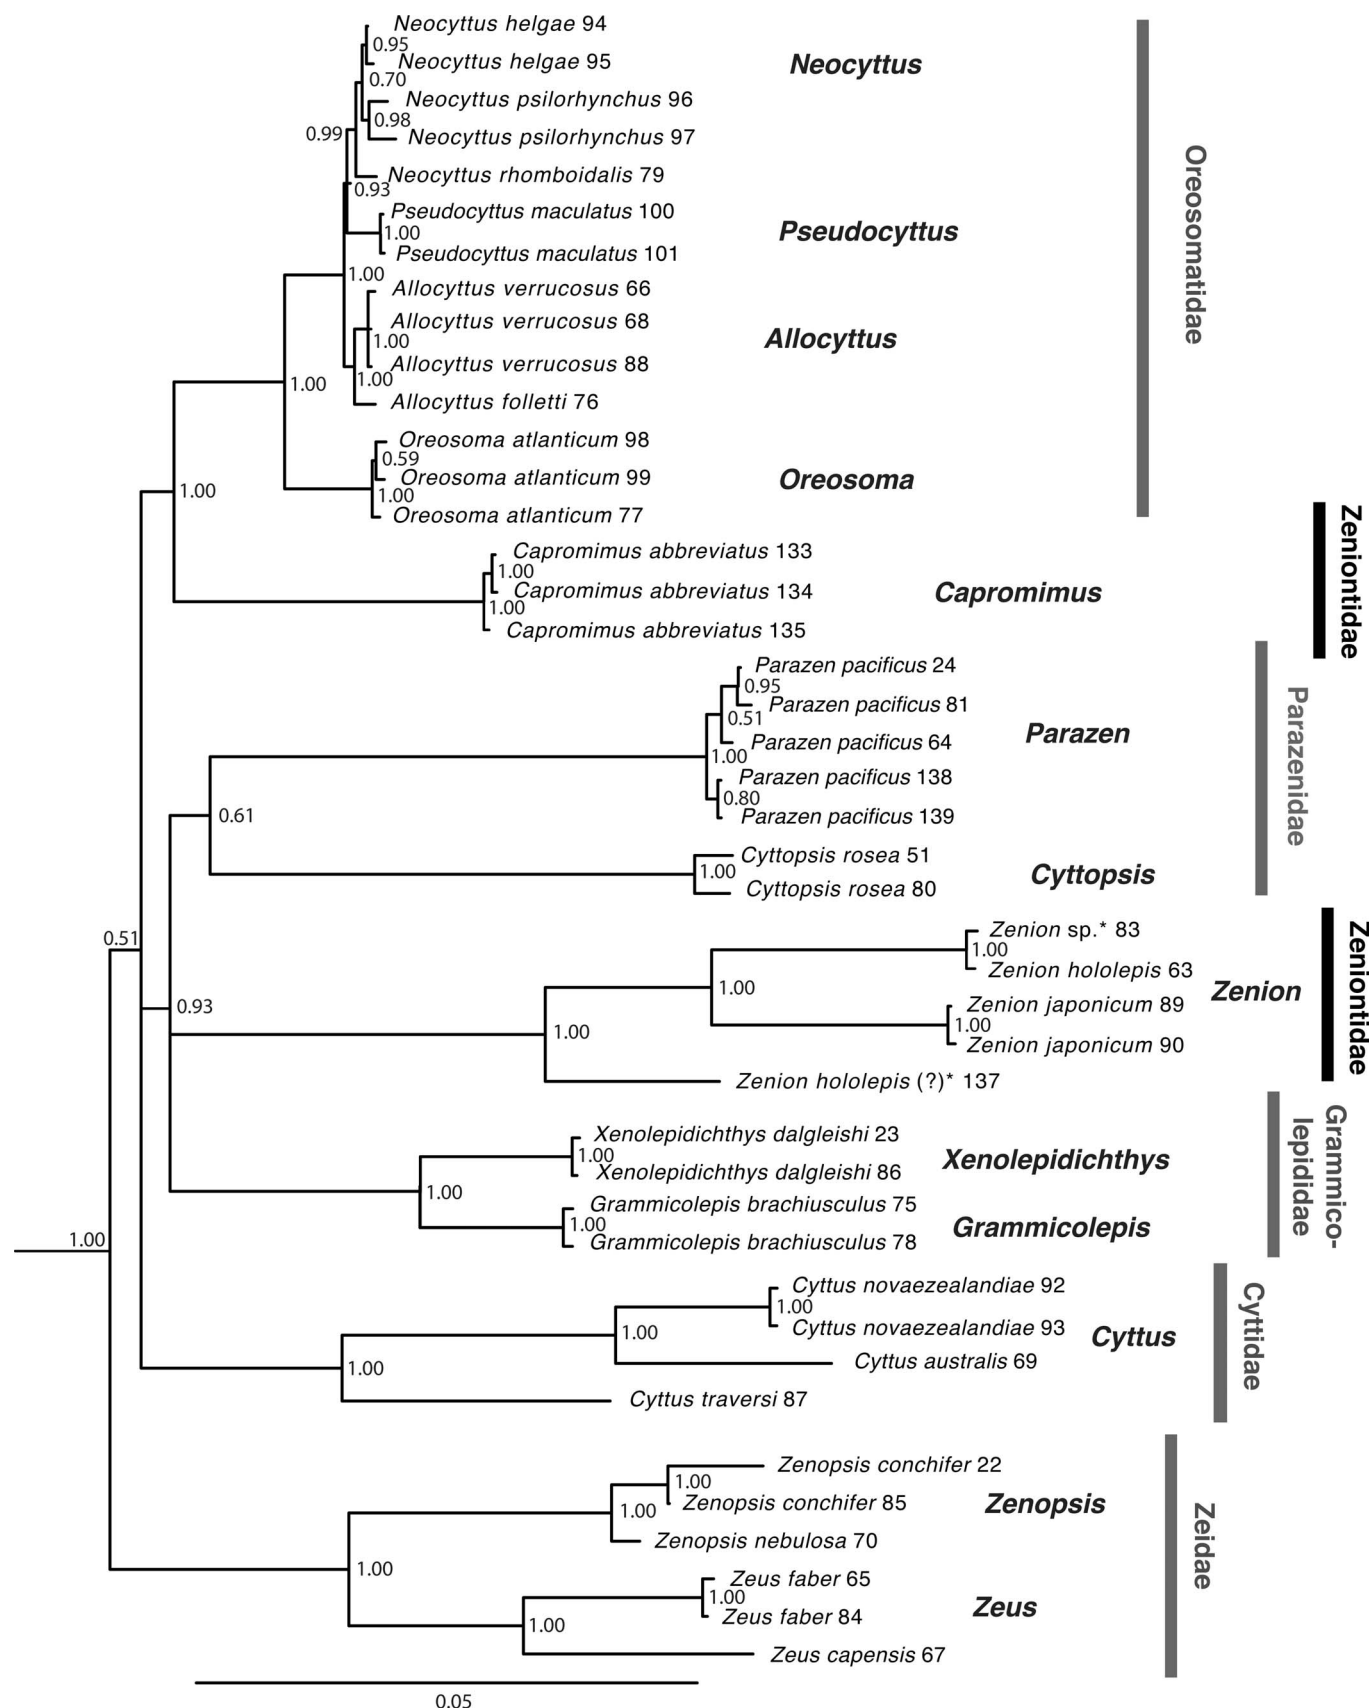 Neocyttus helgae 94
0.95
Neocyttus helgae 95
Neocyttus
0.70
Neocyttus psilorhynchus 96
0.98
0.99
Neocyttus psilorhynchus 97
Neocyttus rhomboidalis 79
0.93
Pseudocyttus maculatus 100
1.00
Pseudocyttus
Pseudocyttus maculatus 101
1.00
Allocyttus verrucosus 66
Allocyttus verrucosus 68
1.00
Allocyttus
Allocyttus verrucosus 88
1.00
1.00
Allocyttus folletti 76
Oreosomatidae
Oreosoma atlanticum 98
0.59
Oreosoma atlanticum 99
Oreosoma
1.00
1.00
Oreosoma atlanticum 77
Capromimus abbreviatus 133
1.00
Capromimus abbreviatus 134
Capromimus
1.00
Capromimus abbreviatus 135
Zeniontidae
Parazen pacificus 24
0.95
Parazen pacificus 81
0.51
Parazen
Parazen pacificus 64
1.00
Parazen pacificus 138
0.80
Parazen pacificus 139
0.61
Parazenidae
Cyttopsis rosea 51
1.00
Cyttopsis
Cyttopsis rosea 80
Zenion sp.* 83
0.51
1.00
Zenion hololepis 63
1.00
Zenion
Zenion japonicum 89
0.93
1.00
1.00
Zenion japonicum 90
Zenion hololepis (?)* 137
Zeniontidae
Xenolepidichthys dalgleishi 23
1.00
Xenolepidichthys
Xenolepidichthys dalgleishi 86
1.00
Grammicolepis brachiusculus 75
1.00
Grammicolepis
Grammicolepis brachiusculus 78
Grammico-
lepididae
1.00
Cyttus novaezealandiae 92
1.00
Cyttus novaezealandiae 93
1.00
Cyttus
Cyttus australis 69
1.00
Cyttus traversi 87
Cyttidae
Zenopsis conchifer 22
1.00
Zenopsis conchifer 85
Zenopsis
1.00
Zenopsis nebulosa 70
1.00
Zeus faber 65
1.00
Zeus faber 84
Zeus
1.00
Zeus capensis 67
Zeidae
0.05